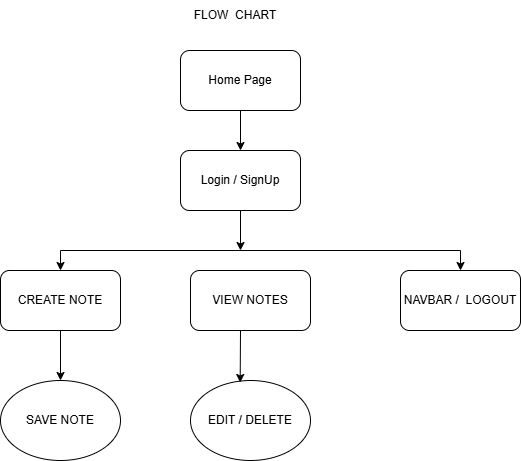 FLOW CHART
Home Page
Login / SignUp
CREATE NOTE
VIEW NOTES
NAVBAR / LOGOUT
SAVE NOTE
EDIT / DELETE